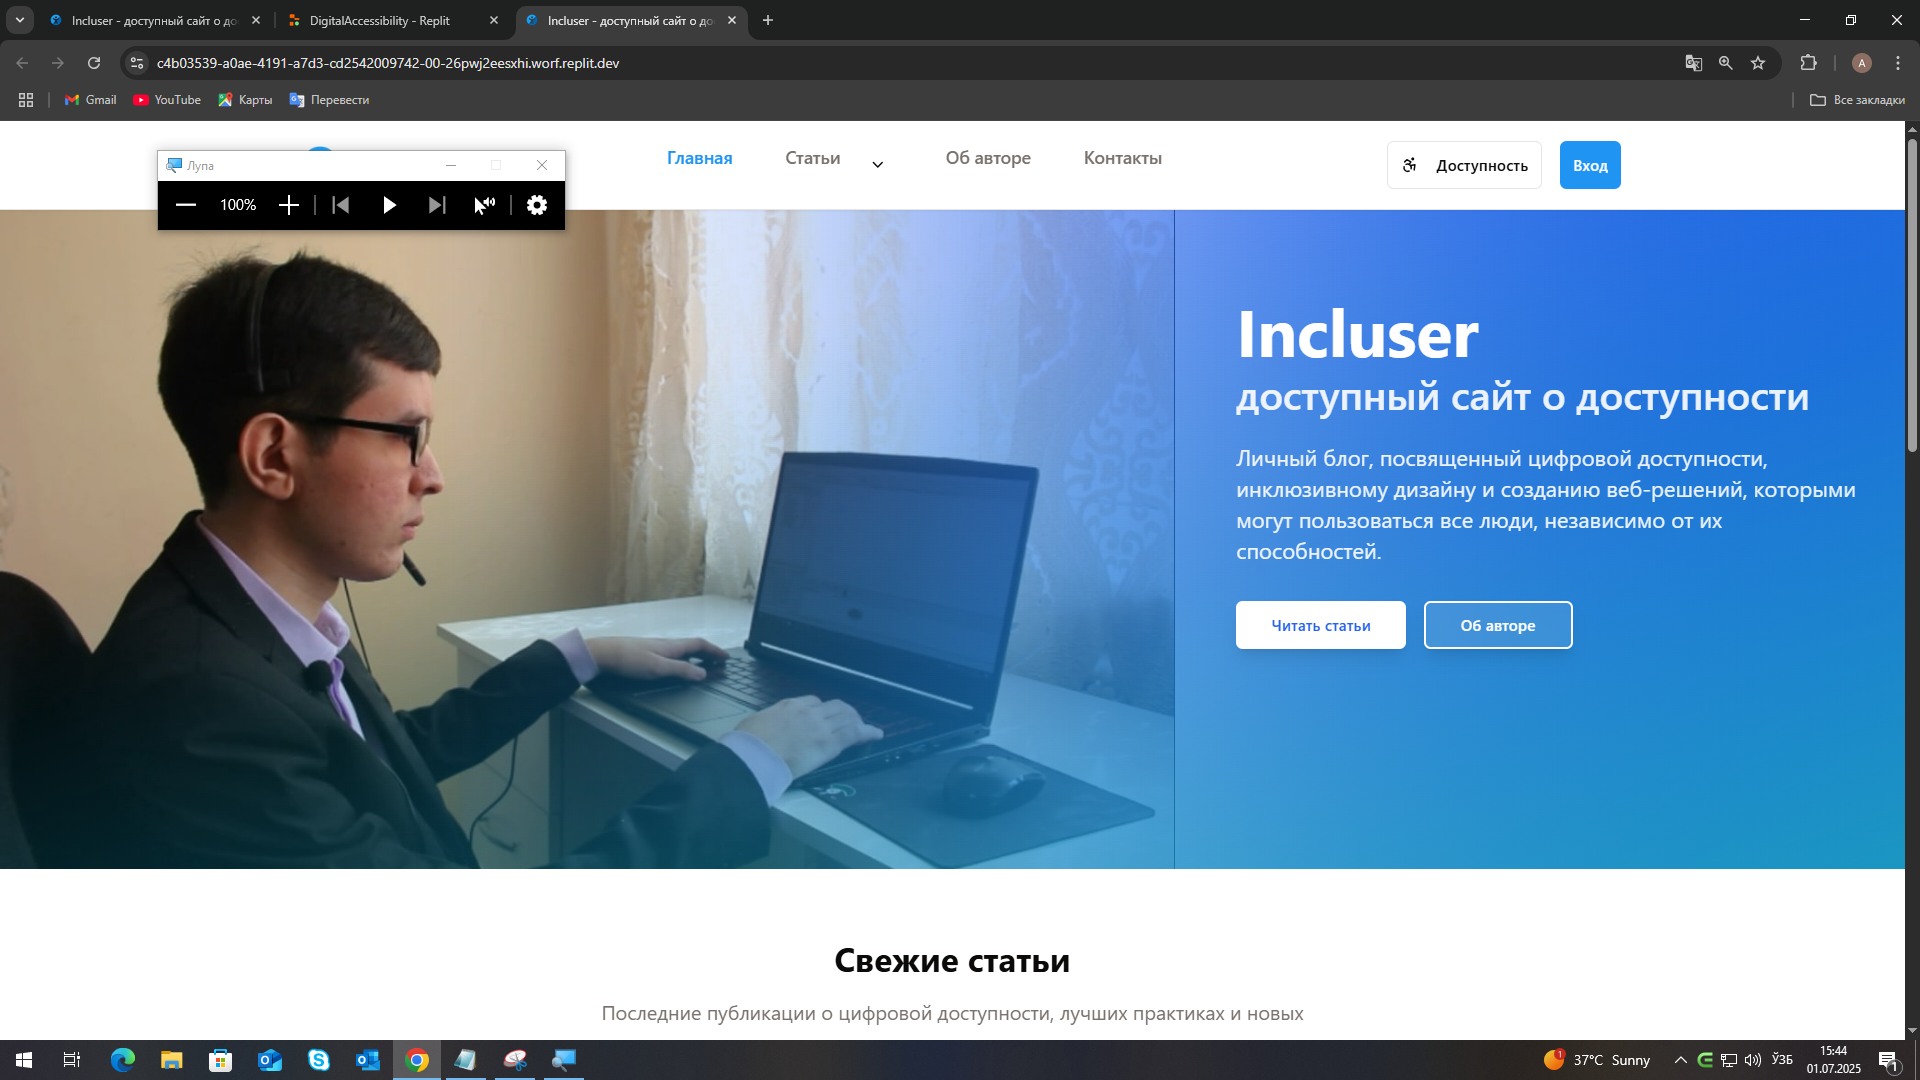 Incluser - доступный сайт о до
DigitalAccessibility - Replit
Incluser - доступный сайт о до
c4b03539-a0ae-4191-a7d3-cd2542009742-00-26pwj2eesxhi.worf.replit.dev
A
Gmail
YouTube
Карты
Перевести
Все закладки
Лупа
100%
Главная
Статьи
Об авторе
Контакты
Доступность
Вход
Incluser
доступный сайт о доступности
Личный блог, посвященный цифровой доступности,
инклюзивному дизайну и созданию веб-решений, которыми
могут пользоваться все люди, независимо от их
способностей.
Читать статьи
Об авторе
Свежие статьи
Последние публикации о цифровой доступности, лучших практиках и новых
1
37°C Sunny
ЎЗБ
15:44
01.07.2025
1